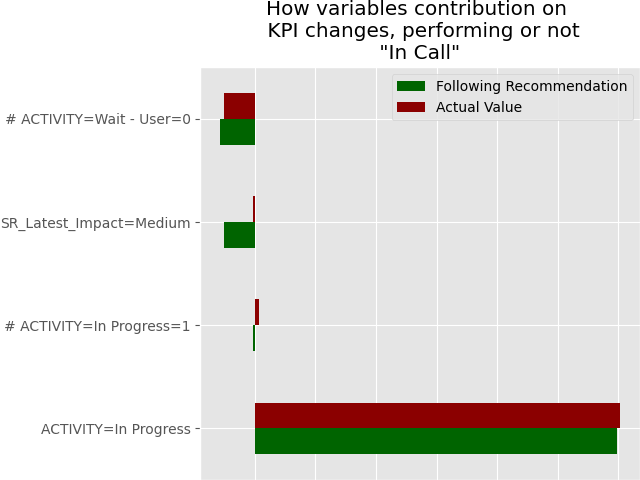 How variables contribution on
KPI changes, performing or not
"In Call"
Following Recommendation
Actual Value
# ACTIVITY=Wait - User=0
SR_Latest_Impact=Medium
# ACTIVITY=In Progress=1
ACTIVITY=In Progress